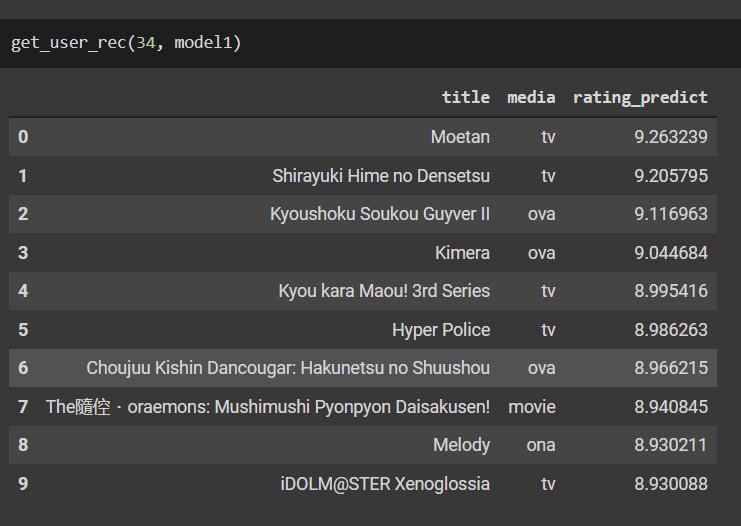 get_user_rec(34, model1)
title media rating_predict
0 Moetan tv 9.263239
1 Shirayuki Hime no Densetsu tv 9.205795
2 Kyoushoku Soukou Guyver II ova 9.116963
3 Kimera ova 9.044684
4 Kyou kara Maou! 3rd Series tv 8.995416
5 Hyper Police tv 8.986263
6 Choujuu Kishin Dancougar: Hakunetsu no Shuushou ova 8.966215
7 The隨倥・oraemons: Mushimushi Pyonpyon Daisakusen! movie 8.940845
8 Melody ona 8.930211
9 iDOLM@STER Xenoglossia tv 8.930088